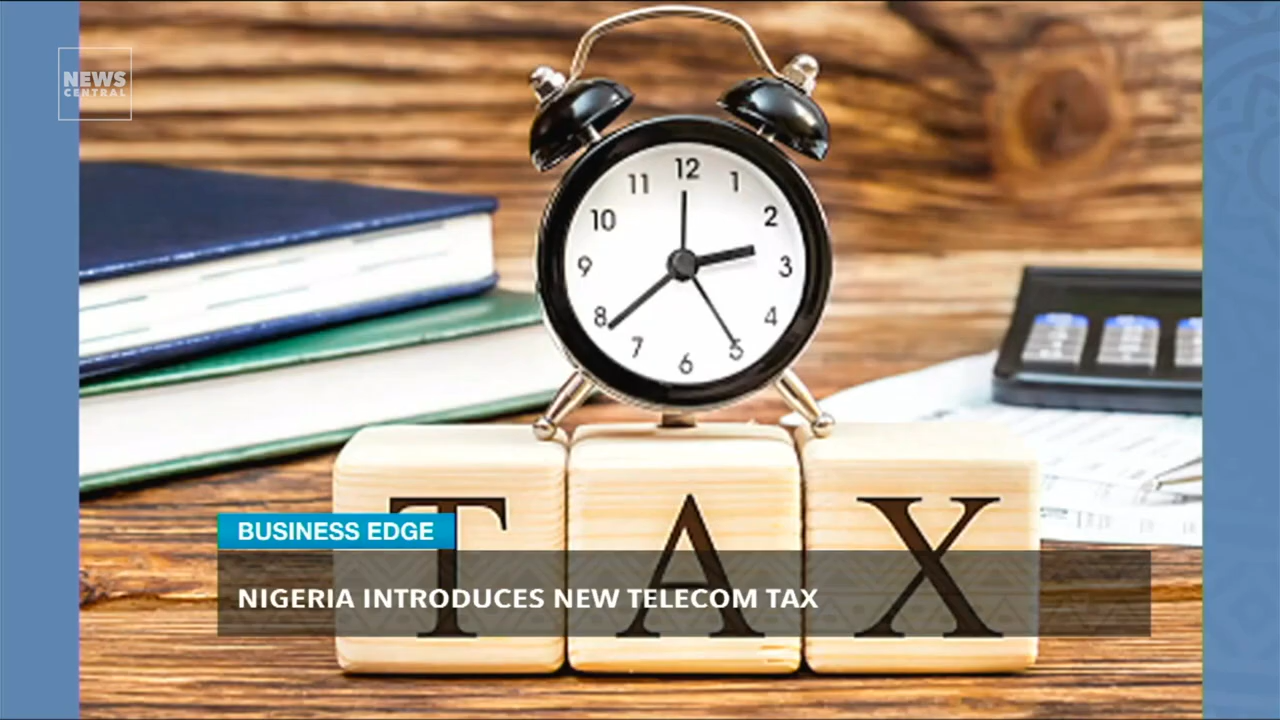 NEWS
CENTRAL
12
11
1
10
2
9
3
8
4
7
5
6
T A X
BUSINESS EDGE
NIGERIA INTRODUCES NEW TELECOM TAX